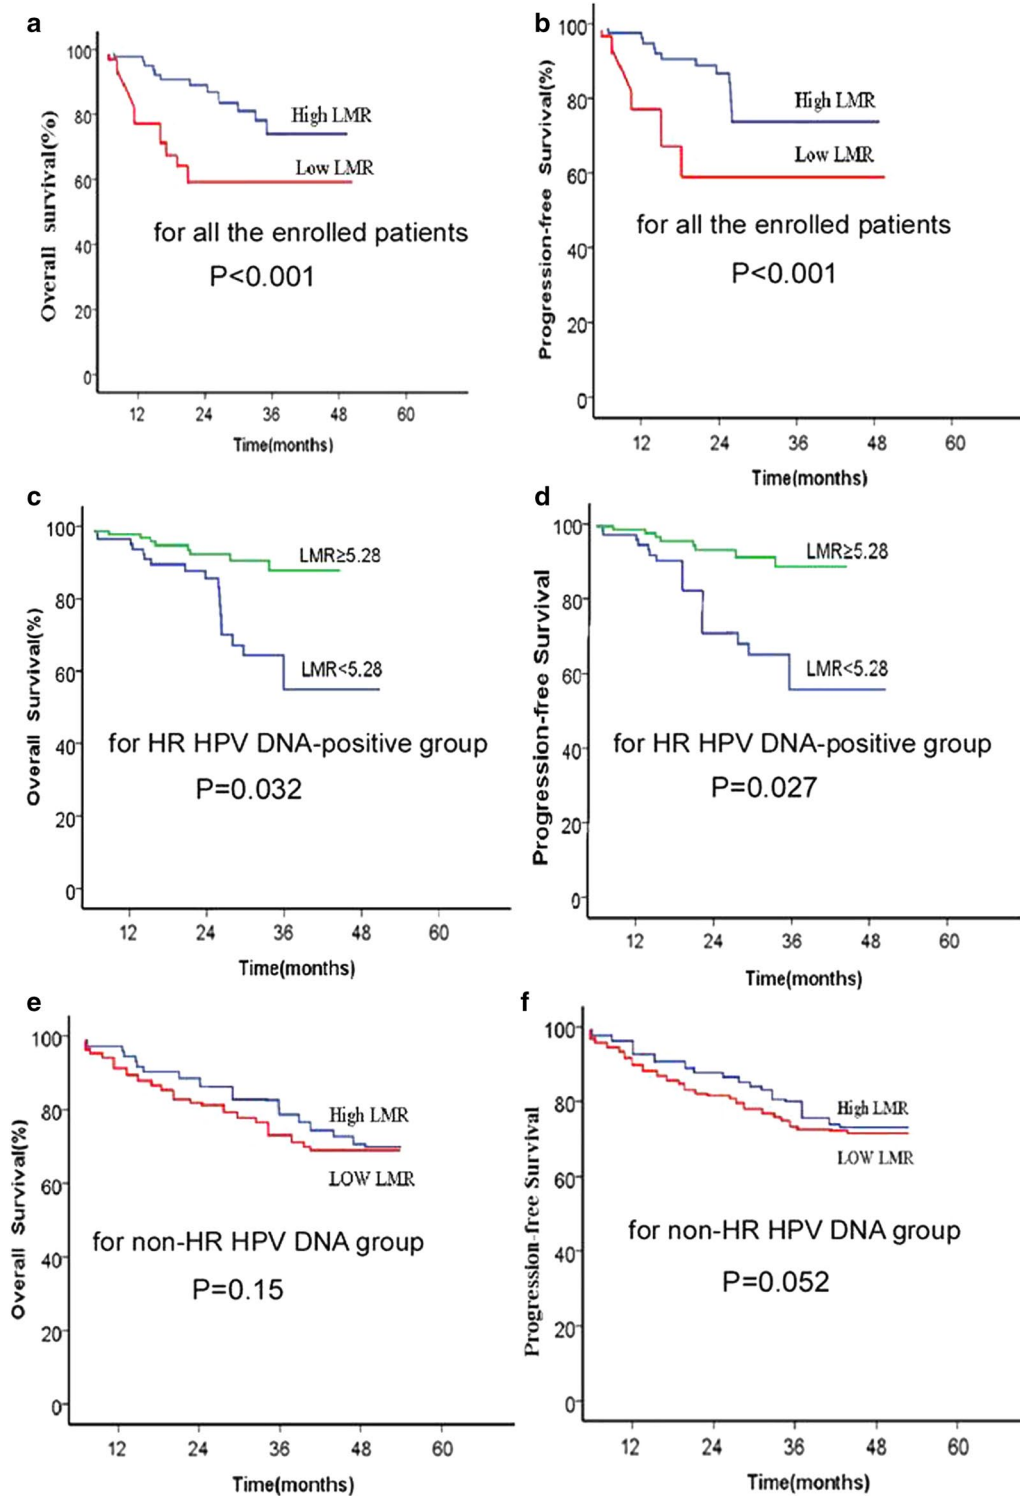 a
100
80
60
40
20
0
Overall survival(%)
High LMR
Low LMR
for all the enrolled patients
P<0.001
12 24 36 48 60
Time(months)
b
100
80
60
40
20
0
Progression-free Survival(%)
High LMR
Low LMR
for all the enrolled patients
P<0.001
12 24 36 48 60
Time(months)
c
100
80
60
40
20
0
Overall Survival(%)
LMR≥5.28
LMR<5.28
for HR HPV DNA-positive group
P=0.032
12 24 36 48 60
Time(months)
d
100
80
60
40
20
0
Progression-free Survival
LMR≥5.28
LMR<5.28
for HR HPV DNA-positive group
P=0.027
12 24 36 48 60
Time(months)
e
100
80
60
40
20
0
Overall Survival(%)
High LMR
LOW LMR
for non-HR HPV DNA group
P=0.15
12 24 36 48 60
Time(months)
f
100
80
60
40
20
0
Progression-free Survival
High LMR
LOW LMR
for non-HR HPV DNA group
P=0.052
12 24 36 48 60
Time(months)